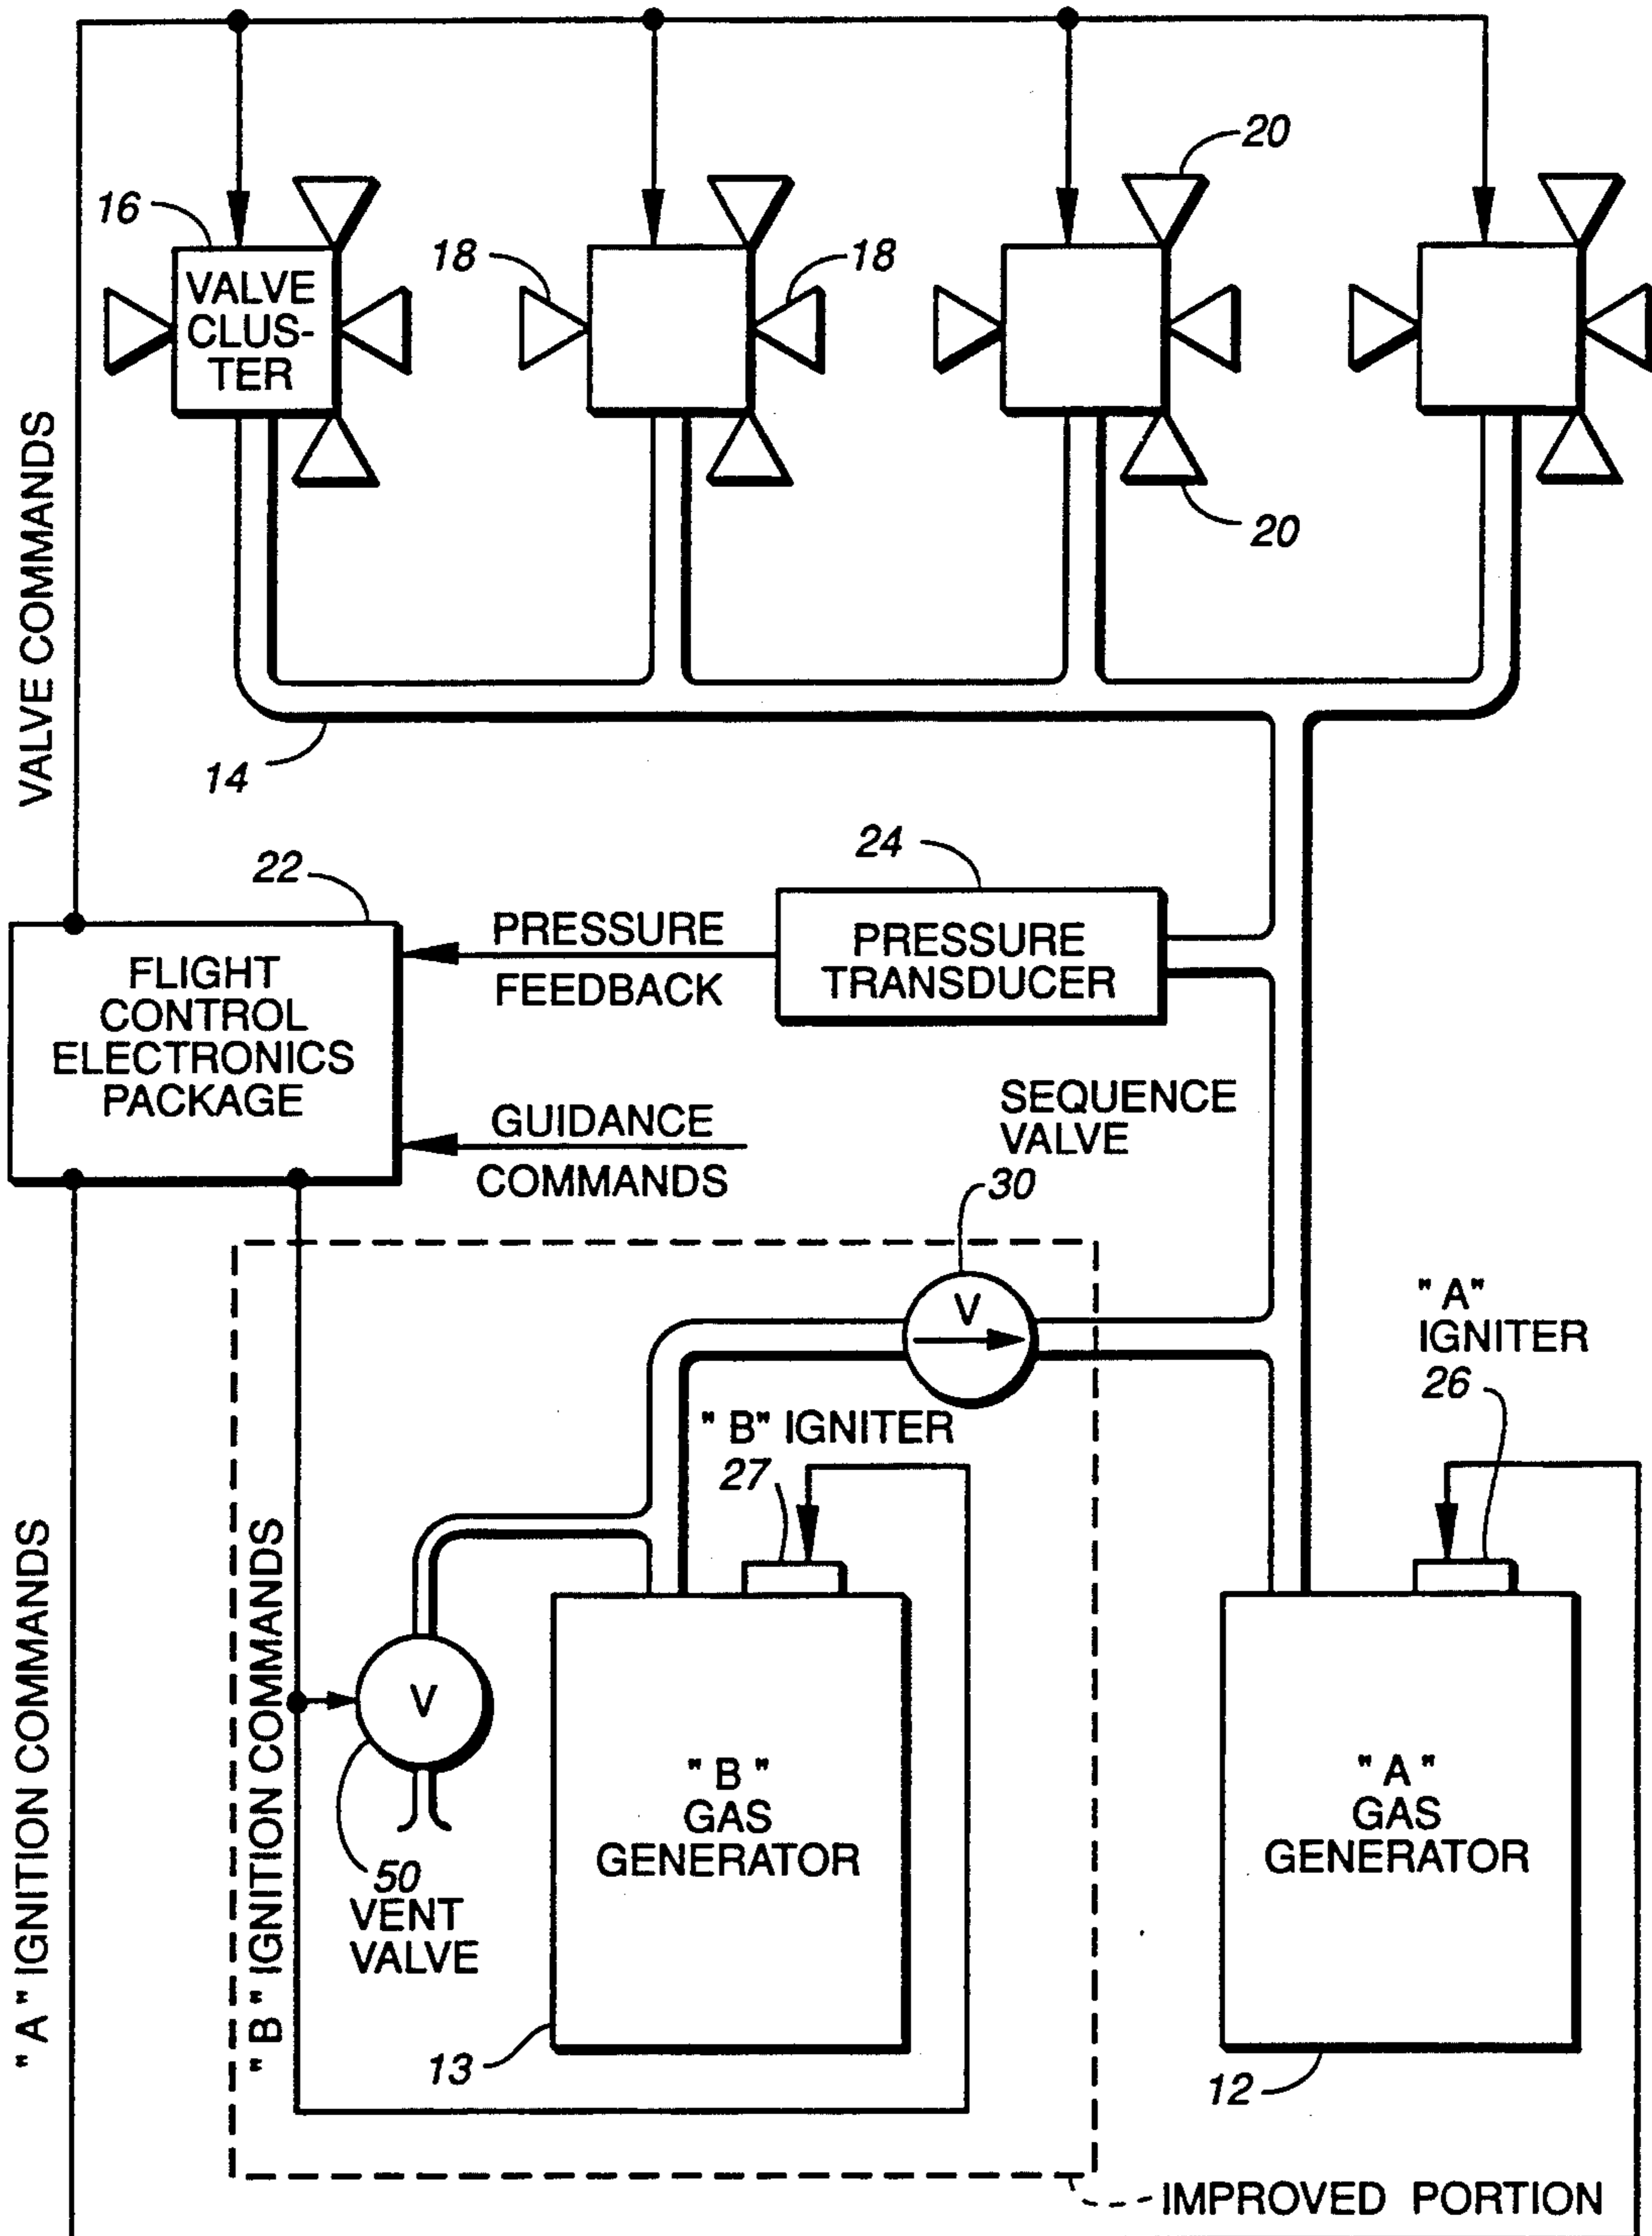 20
16
18
18
VALVE
CLUS-
TER
20
VALVE COMMANDS
14
24
22
PRESSURE
FEEDBACK
PRESSURE
TRANSDUCER
FLIGHT
CONTROL
ELECTRONICS
PACKAGE
GUIDANCE
COMMANDS
SEQUENCE
VALVE
30
V
"A"
IGNITER
26
"B" IGNITER
27
"A" IGNITION COMMANDS
"B" IGNITION COMMANDS
V
50
VENT
VALVE
"B"
GAS
GENERATOR
"A"
GAS
GENERATOR
13
12
IMPROVED PORTION